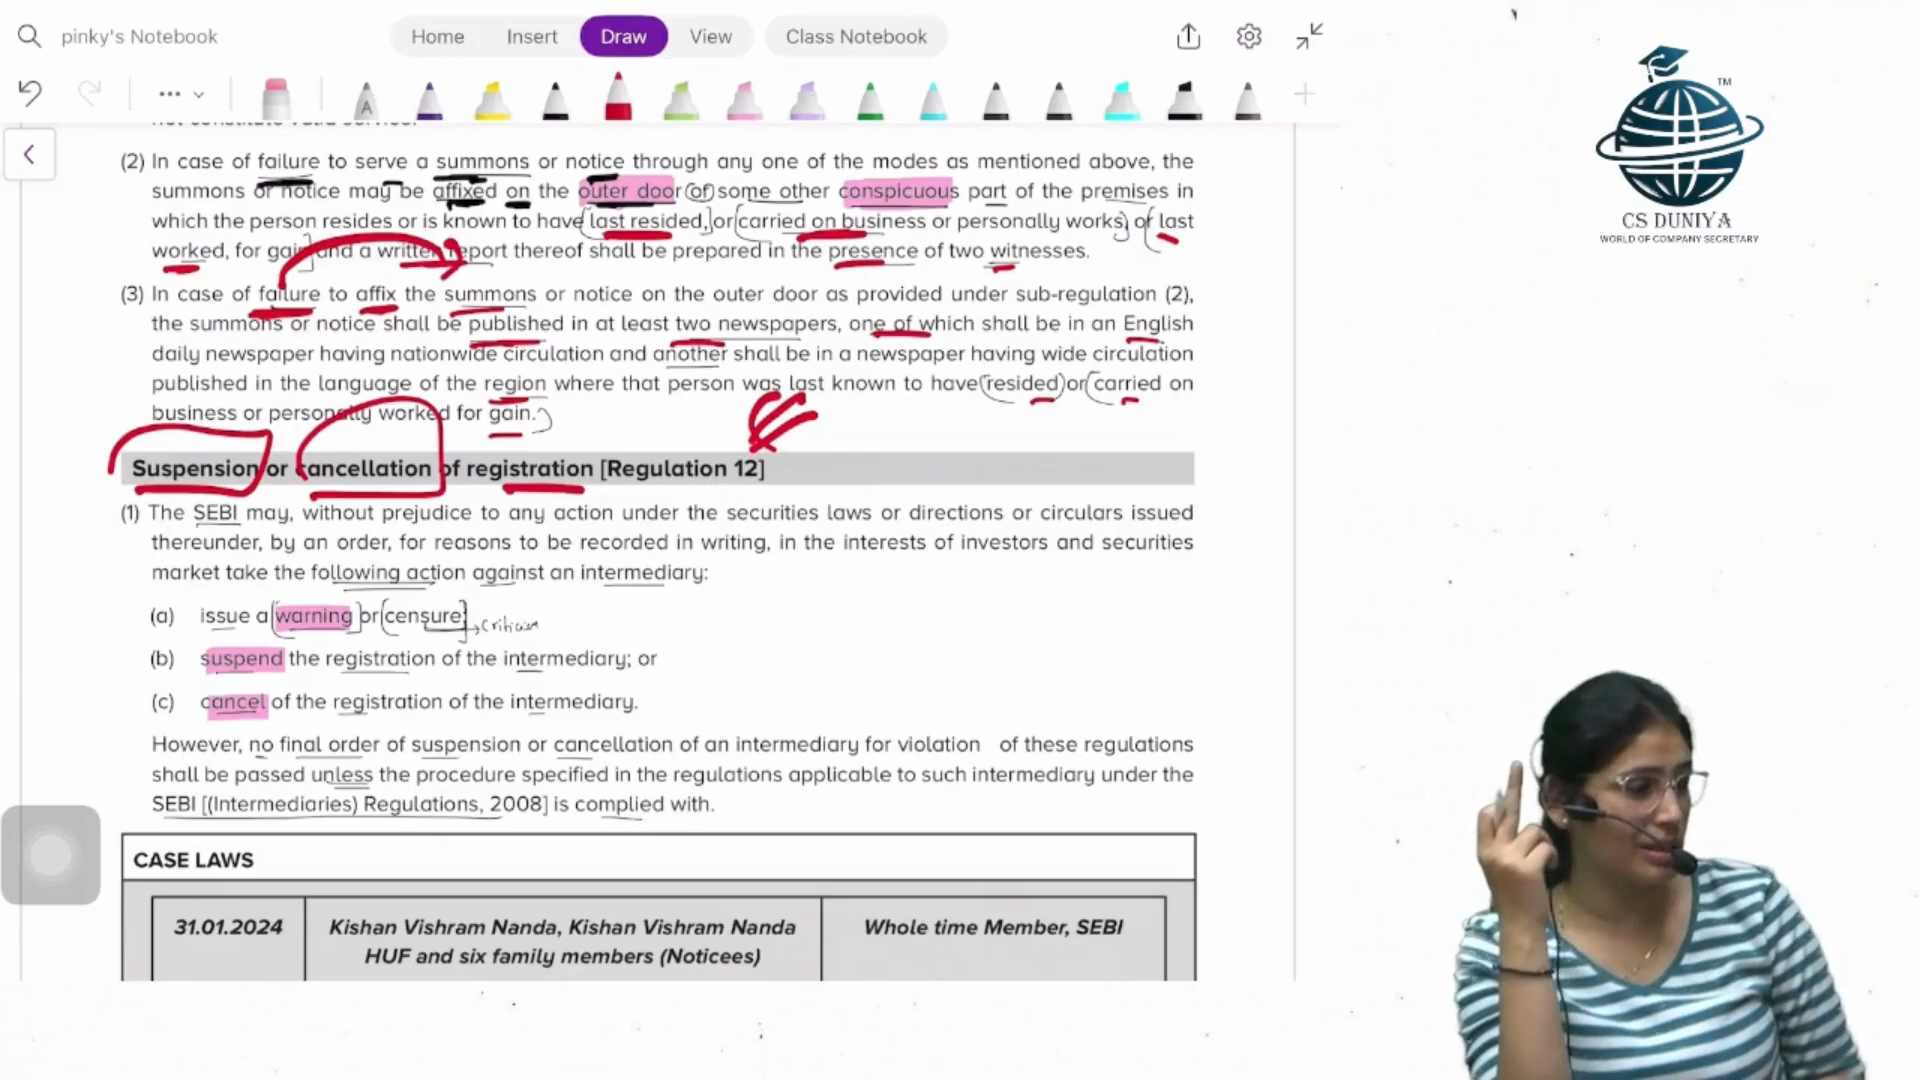 pinky's Notebook
Home Insert Draw View Class Notebook
A
(2) In case of failure to serve a summons or notice through any one of the modes as mentioned above, the
summons or notice may be affixed on the outer door or some other conspicuous part of the premises in
which the person resides or is known to have last resided, or carried on business or personally works or last
worked, for gain and a written report thereof shall be prepared in the presence of two witnesses.
(3) In case of failure to affix the summons or notice on the outer door as provided under sub-regulation (2),
the summons or notice shall be published in at least two newspapers, one of which shall be in an English
daily newspaper having nationwide circulation and another shall be in a newspaper having wide circulation
published in the language of the region where that person was last known to have resided or carried on
business or personally worked for gain.
Suspension or cancellation of registration [Regulation 12]
(1) The SEBI may, without prejudice to any action under the securities laws or directions or circulars issued
thereunder, by an order, for reasons to be recorded in writing, in the interests of investors and securities
market take the following action against an intermediary:
(a) issue a warning or censure
(b) suspend the registration of the intermediary; or
(c) cancel of the registration of the intermediary.
However, no final order of suspension or cancellation of an intermediary for violation of these regulations
shall be passed unless the procedure specified in the regulations applicable to such intermediary under the
SEBI [(Intermediaries) Regulations, 2008] is complied with.
CASE LAWS
31.01.2024 Kishan Vishram Nanda, Kishan Vishram Nanda Whole time Member, SEBI
HUF and six family members (Noticees)
TM
CS DUNIYA
WORLD OF COMPANY SECRETARY